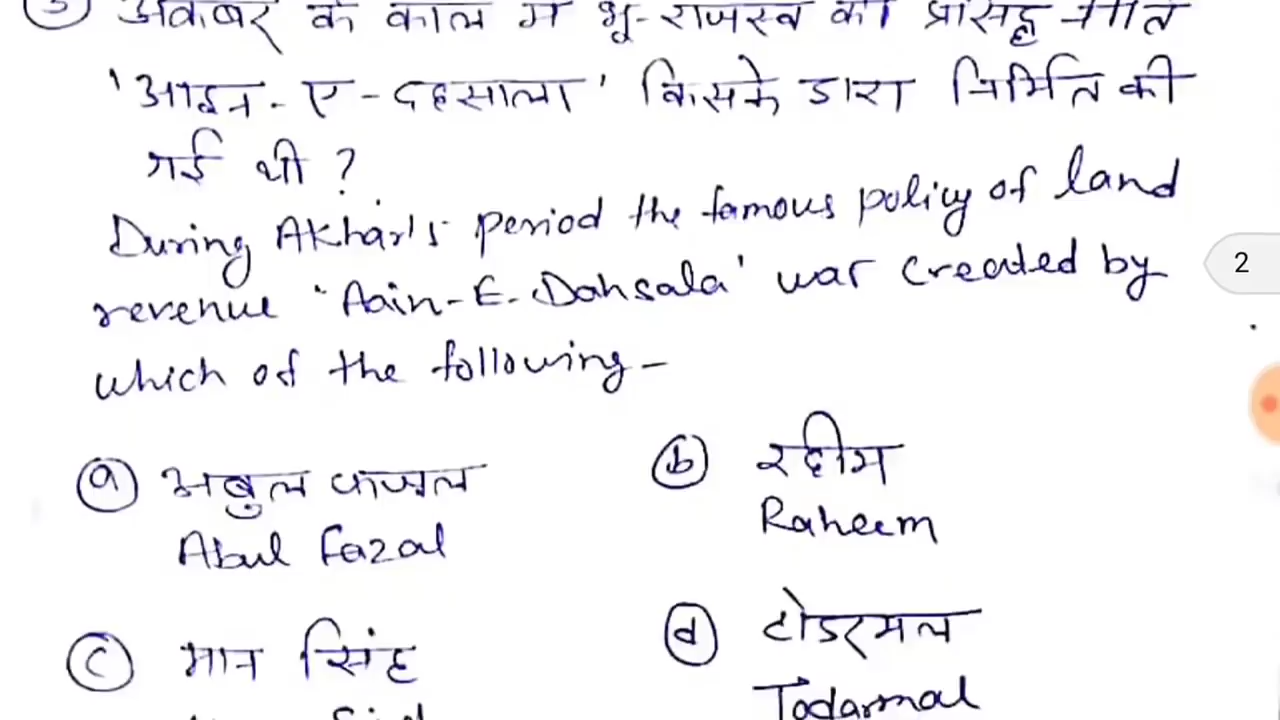 अकबर के काल में भू-राजस्व की प्रसिद्ध नीति
'आइन-ए-दहसाला' किसके द्वारा निर्मित की
गई थी ?
During Akbar's period the famous policy of land
revenue 'Aain-E-Dahsala' was created by
which of the following-
2
(a) अबुल फजल
(b) रहीम
Abul Fazal
Raheem
(c) मान सिंह
(d) टोडरमल
Todarmal